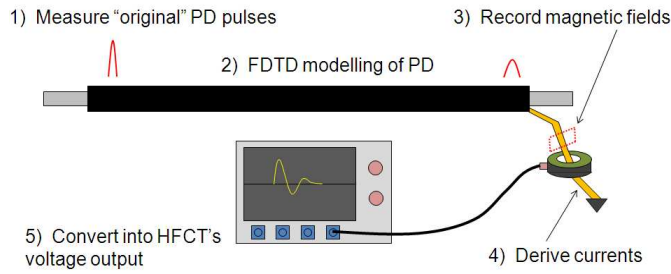 1) Measure “original” PD pulses
3) Record magnetic fields
2) FDTD modelling of PD
5) Convert into HFCT’s
voltage output
4) Derive currents